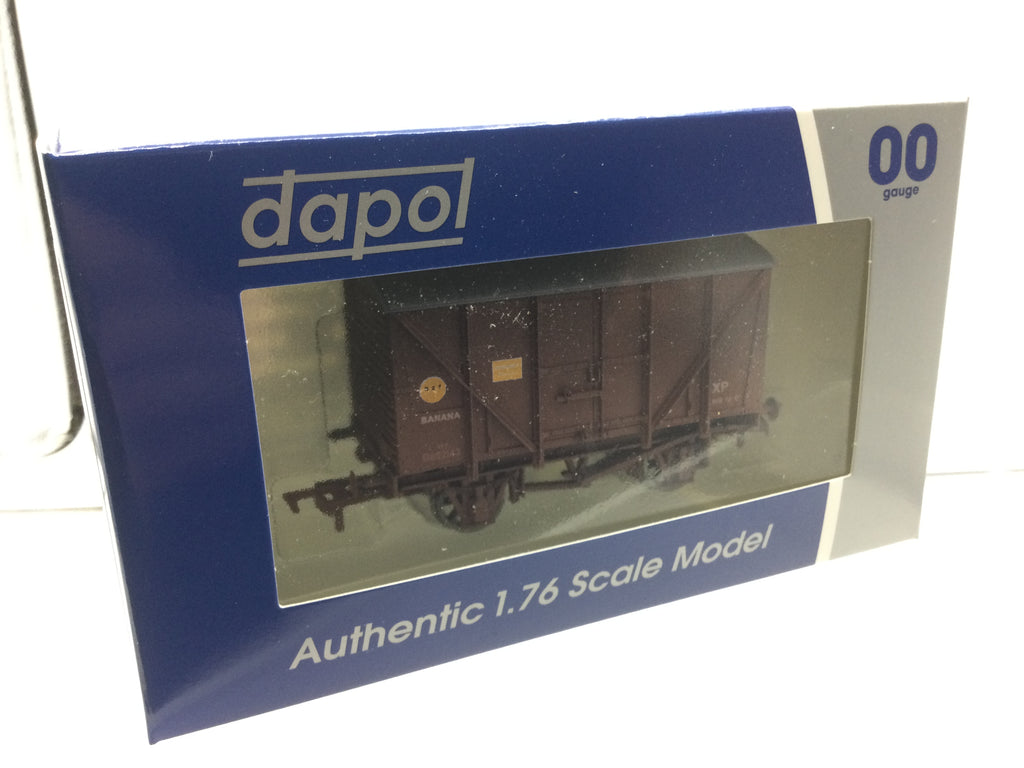 dapol
00
gauge
BANANA
XP
Authentic 1.76 Scale Model